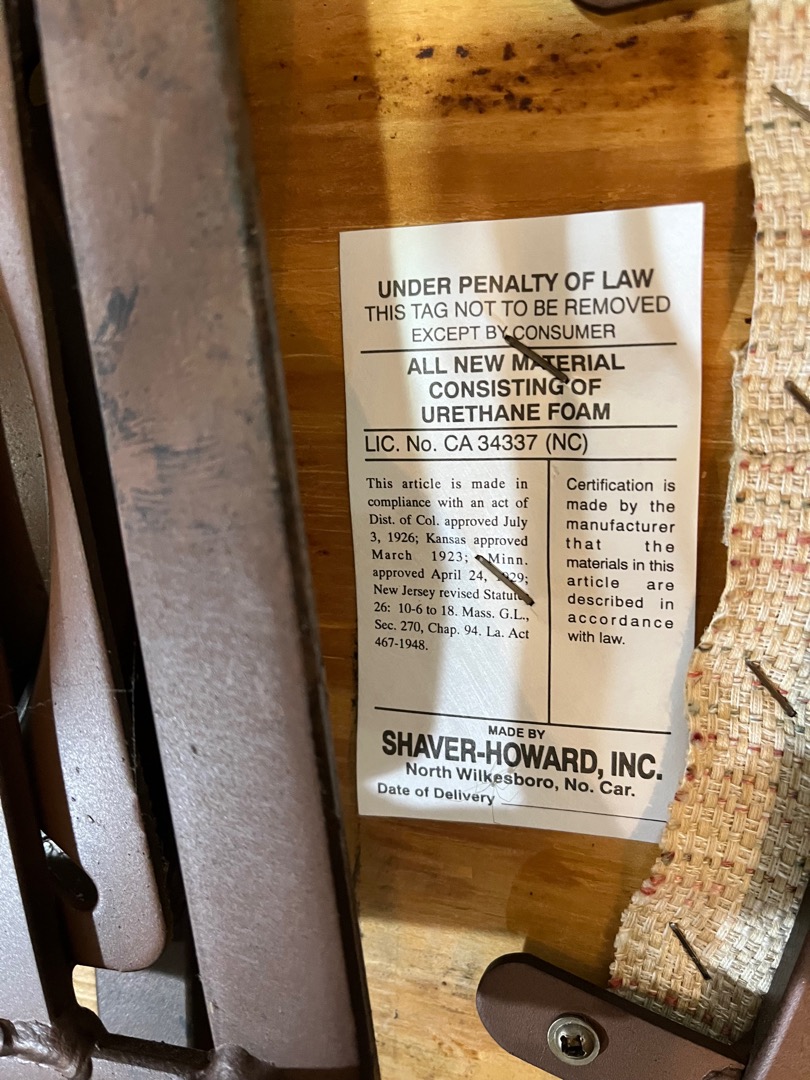 UNDER PENALTY OF LAW
THIS TAG NOT TO BE REMOVED
EXCEPT BY CONSUMER
ALL NEW MATERIAL
CONSISTING OF
URETHANE FOAM
LIC. No. CA 34337 (NC)
This article is made in
compliance with an act of
Dist. of Col. approved July
3, 1926; Kansas approved
March 1923; Minn.
approved April 24, 1929;
New Jersey revised Statutes
26: 10-6 to 18. Mass. G.L.,
Sec. 270, Chap. 94. La. Act
467-1948.
Certification is
made by the
manufacturer
that the
materials in this
article are
described in
accordance
with law.
MADE BY
SHAVER-HOWARD, INC.
North Wilkesboro, No. Car.
Date of Delivery